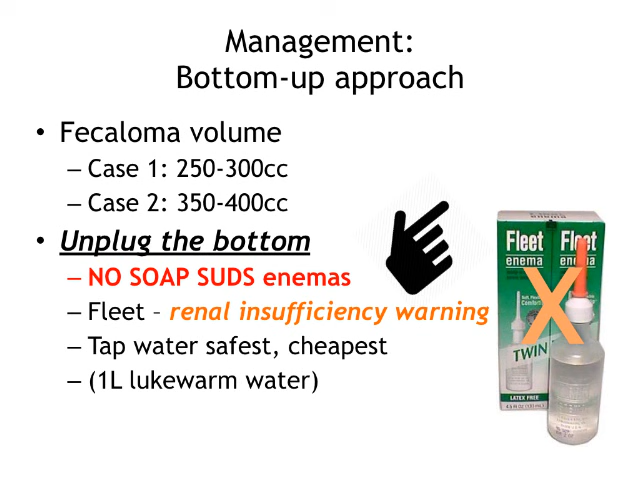 Management:
Bottom-up approach
• Fecaloma volume
– Case 1: 250-300cc
– Case 2: 350-400cc
• Unplug the bottom
– NO SOAP SUDS enemas
– Fleet – renal insufficiency warning
– Tap water safest, cheapest
– (1L lukewarm water)
Fleet Fleet
enema enema
TWIN
LATEX FREE